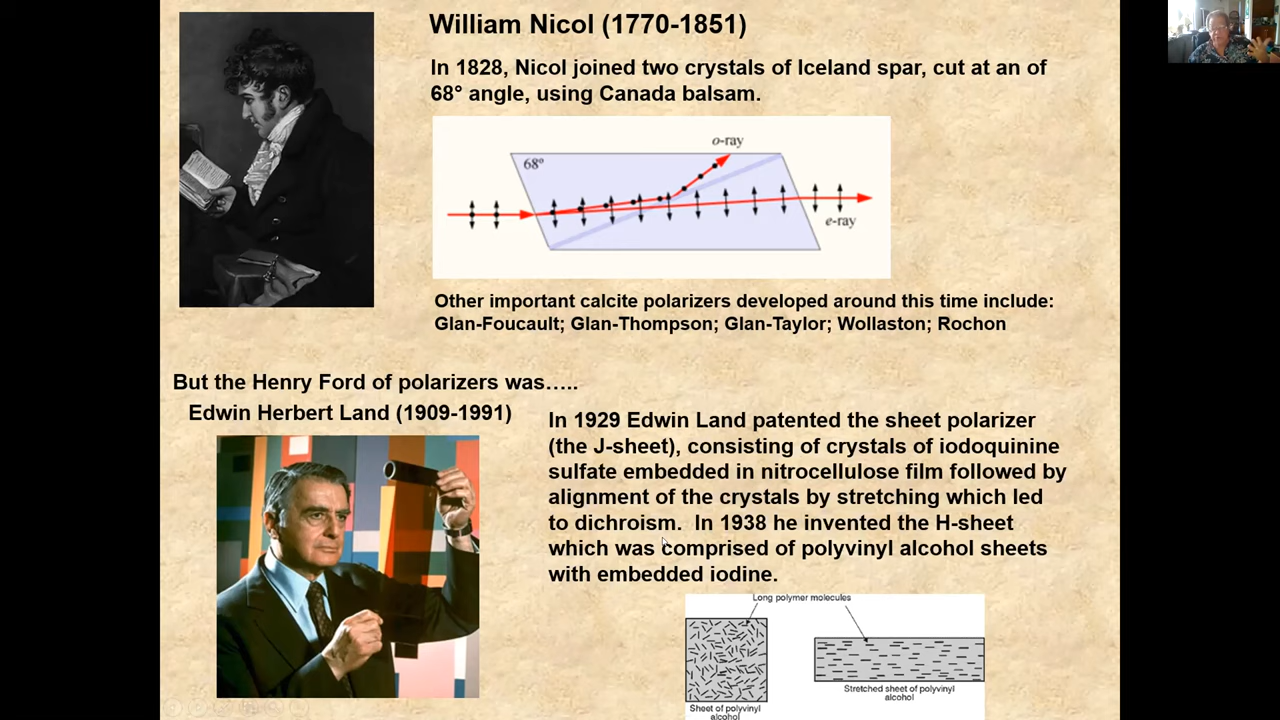 William Nicol (1770-1851)
In 1828, Nicol joined two crystals of Iceland spar, cut at an of
68° angle, using Canada balsam.
o-ray
68°
e-ray
Other important calcite polarizers developed around this time include:
Glan-Foucault; Glan-Thompson; Glan-Taylor; Wollaston; Rochon
But the Henry Ford of polarizers was…..
Edwin Herbert Land (1909-1991)
In 1929 Edwin Land patented the sheet polarizer
(the J-sheet), consisting of crystals of iodoquinine
sulfate embedded in nitrocellulose film followed by
alignment of the crystals by stretching which led
to dichroism.  In 1938 he invented the H-sheet
which was comprised of polyvinyl alcohol sheets
with embedded iodine.
Long polymer molecules
Sheet of polyvinyl
alcohol
Stretched sheet of polyvinyl
alcohol